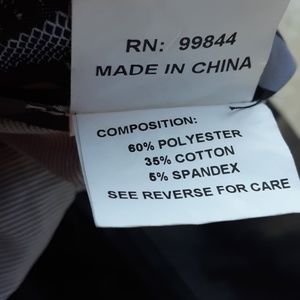 RN: 99844
MADE IN CHINA
COMPOSITION:
60% POLYESTER
35% COTTON
5% SPANDEX
SEE REVERSE FOR CARE